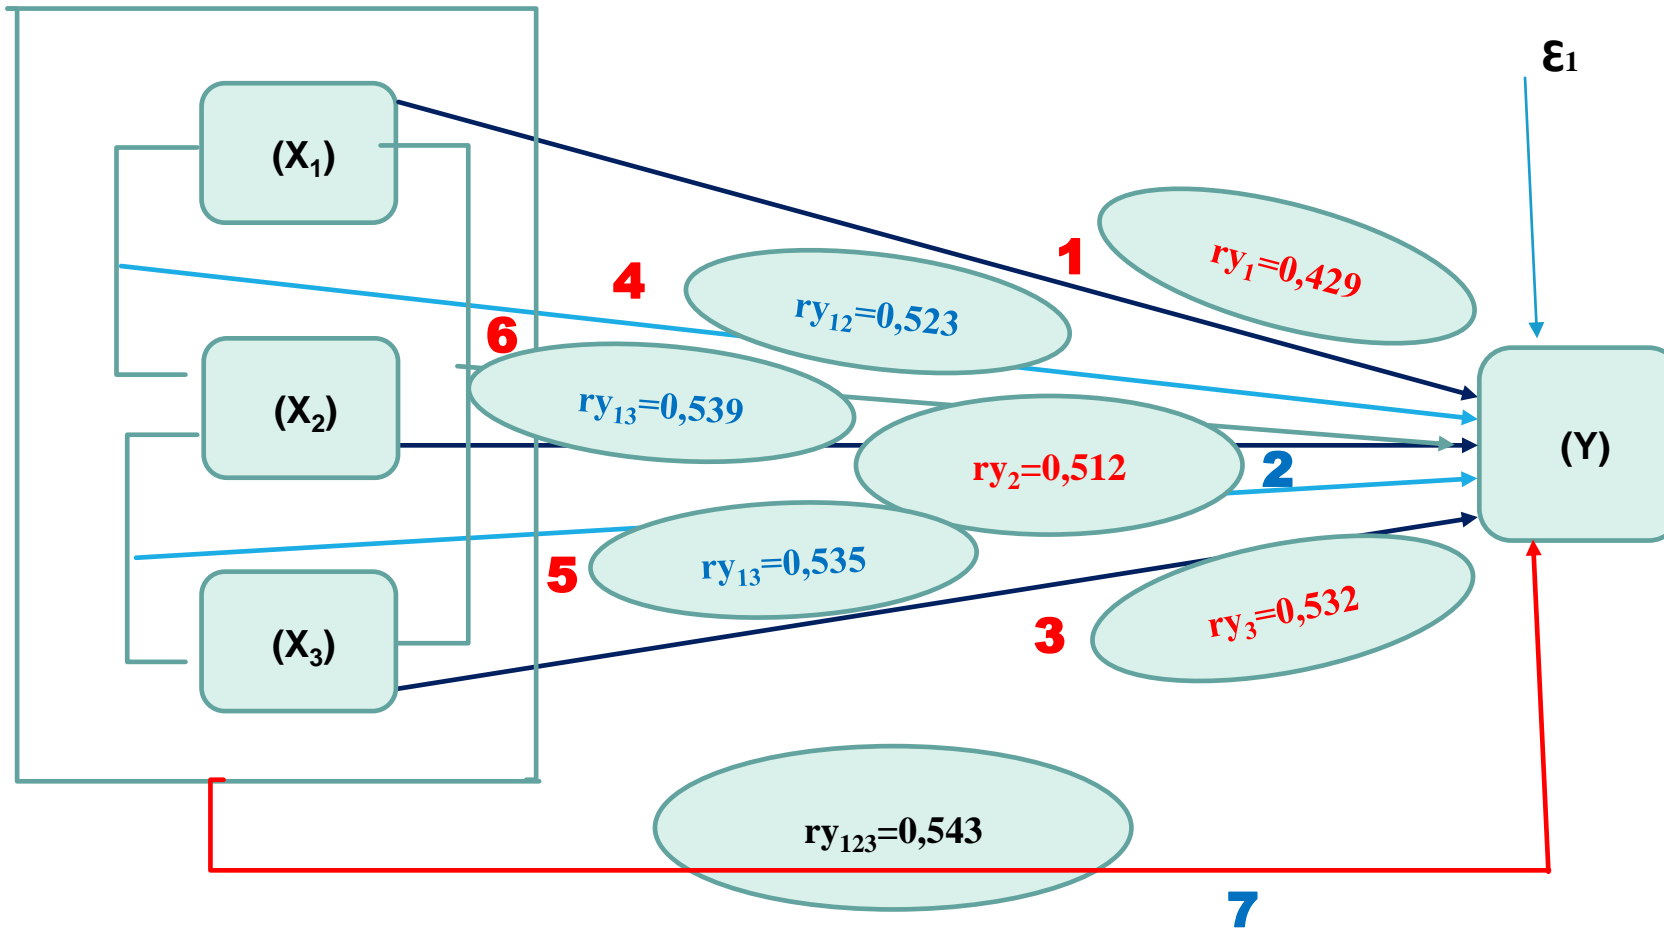 ε₁
(X₁)
1
ry₁=0,429
4
ry₁₂=0,523
6
ry₁₃=0,539
(X₂)
ry₂=0,512
2
(Y)
5
ry₁₃=0,535
3
ry₃=0,532
(X₃)
ry₁₂₃=0,543
7